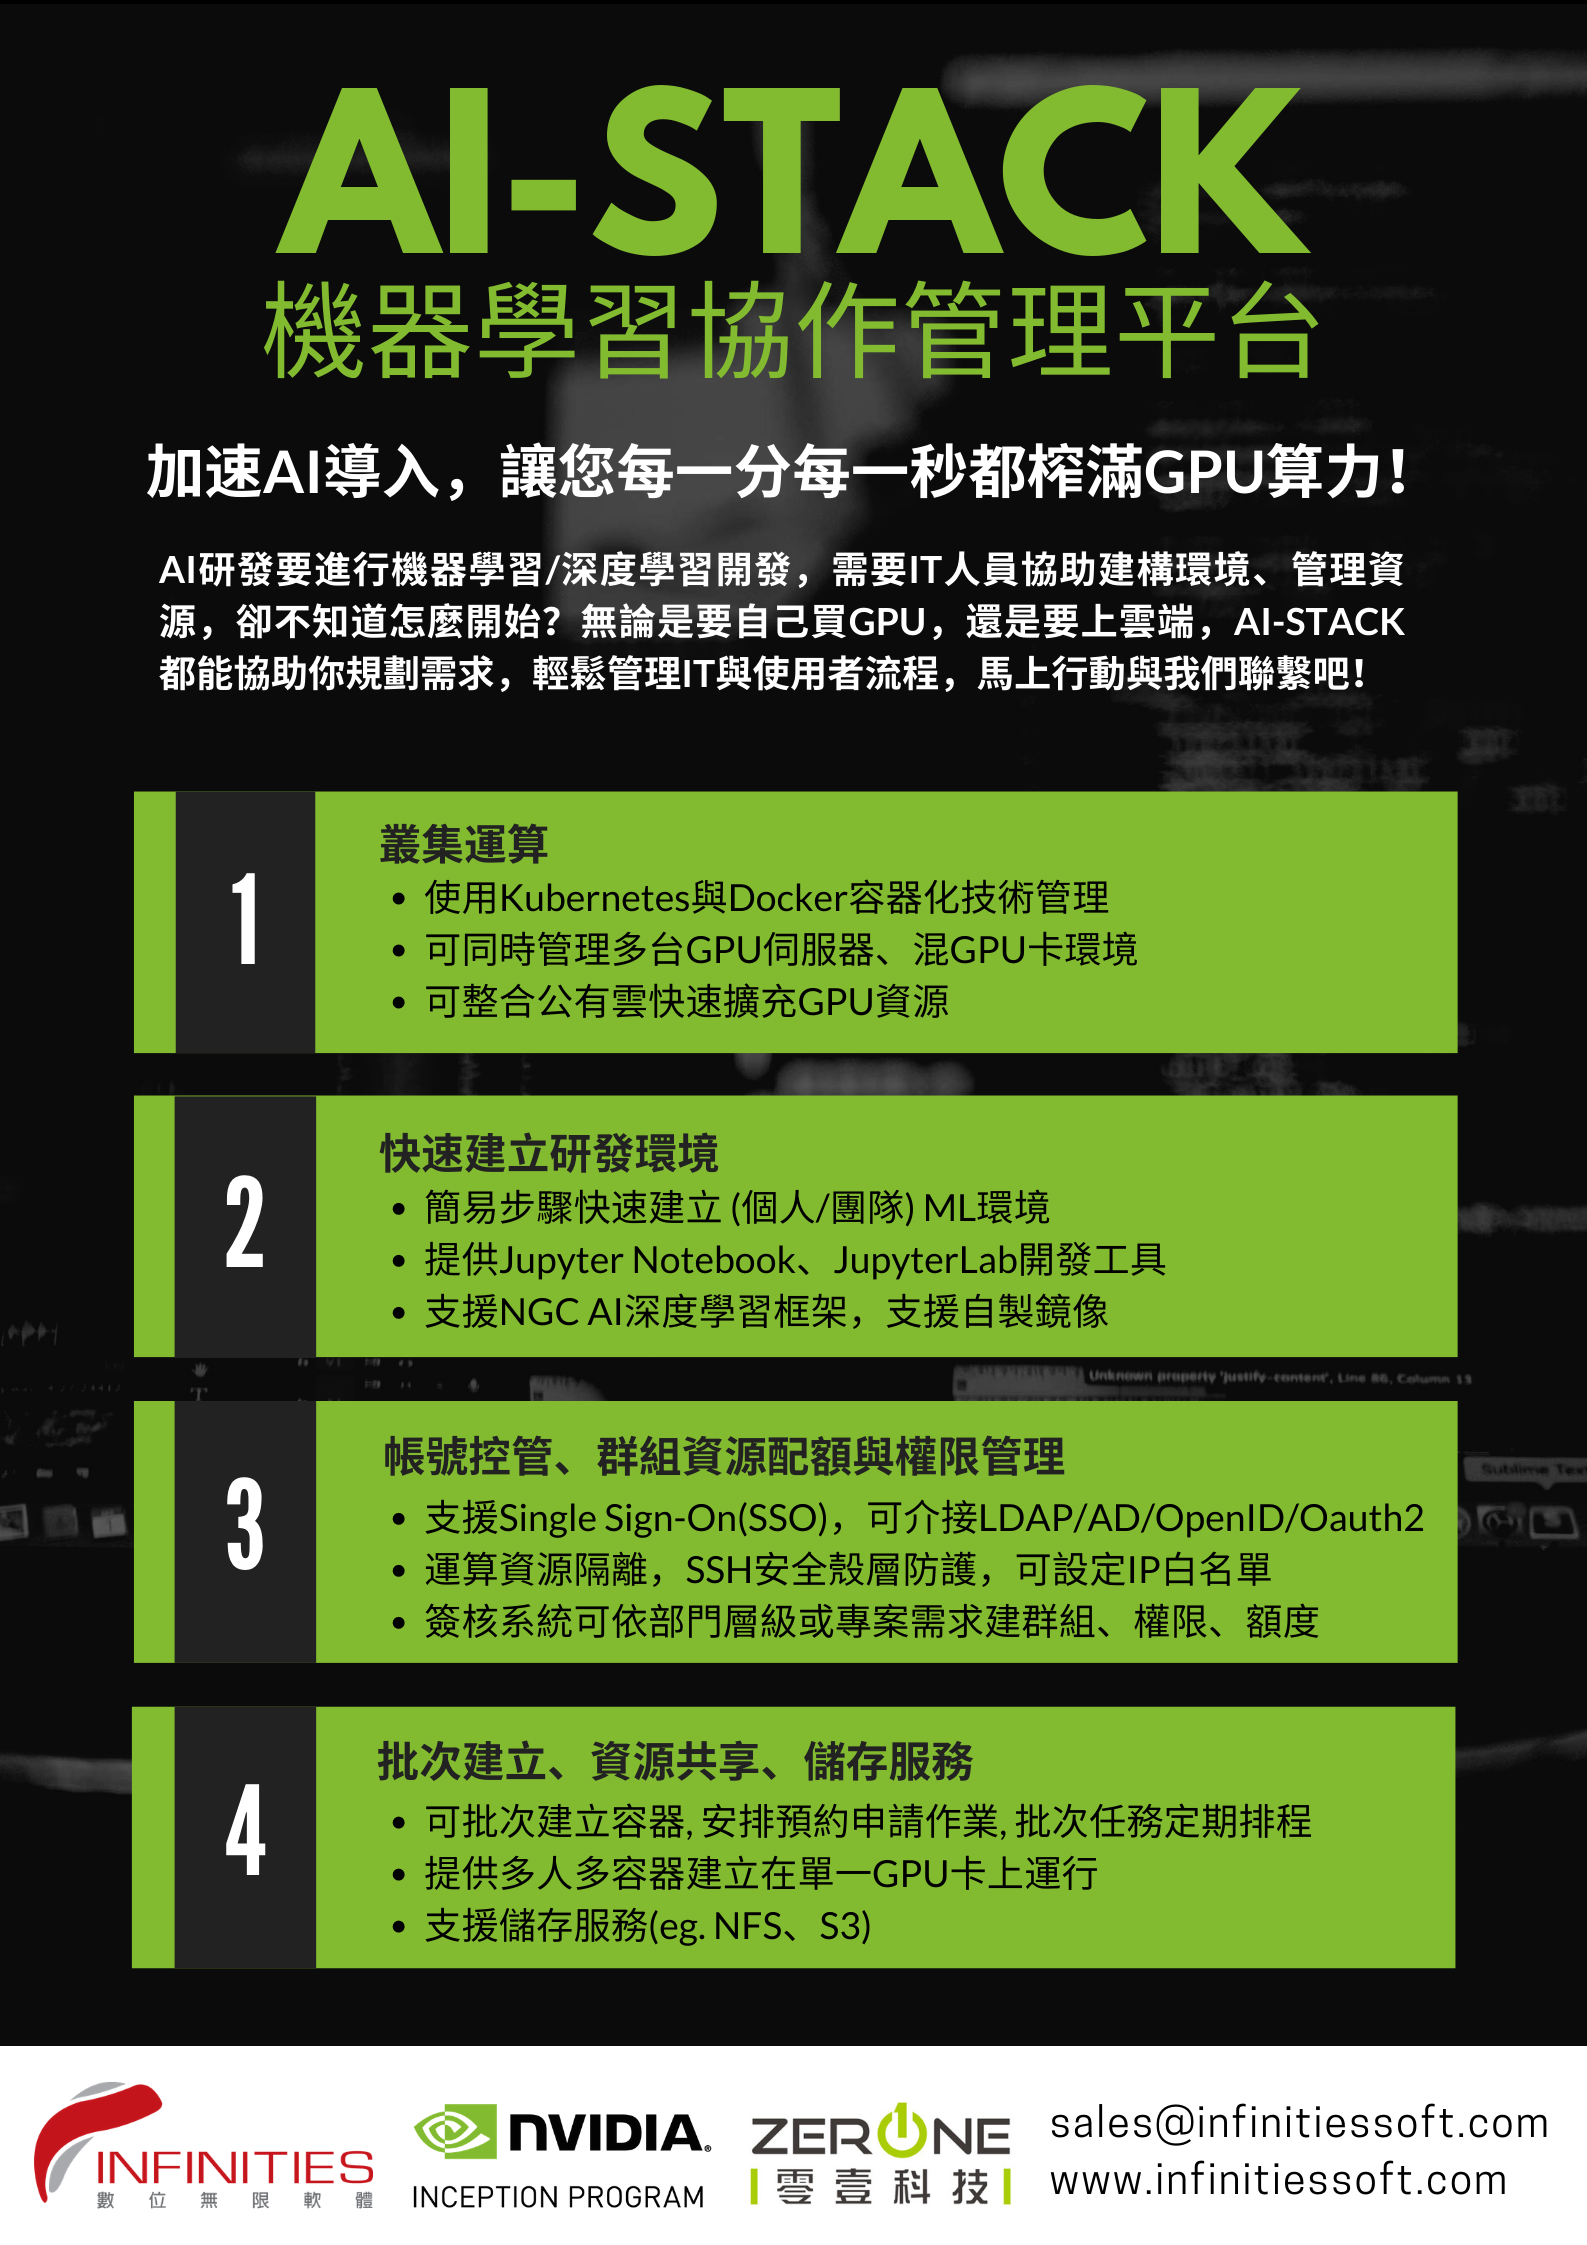 AI-STACK
機器學習協作管理平台
加速AI導入，讓您每一分每一秒都榨滿GPU算力！
AI研發要進行機器學習/深度學習開發，需要IT人員協助建構環境、管理資
源，卻不知道怎麼開始？無論是要自己買GPU，還是要上雲端，AI-STACK
都能協助你規劃需求，輕鬆管理IT與使用者流程，馬上行動與我們聯繫吧！
1
叢集運算
• 使用Kubernetes與Docker容器化技術管理
• 可同時管理多台GPU伺服器、混GPU卡環境
• 可整合公有雲快速擴充GPU資源
2
快速建立研發環境
• 簡易步驟快速建立 (個人/團隊) ML環境
• 提供Jupyter Notebook、JupyterLab開發工具
• 支援NGC AI深度學習框架，支援自製鏡像
Unknown property 'justify-content', Line 86, Column 13
3
帳號控管、群組資源配額與權限管理
• 支援Single Sign-On(SSO)，可介接LDAP/AD/OpenID/Oauth2
• 運算資源隔離，SSH安全殼層防護，可設定IP白名單
• 簽核系統可依部門層級或專案需求建群組、權限、額度
Sublime Tex
4
批次建立、資源共享、儲存服務
• 可批次建立容器, 安排預約申請作業, 批次任務定期排程
• 提供多人多容器建立在單一GPU卡上運行
• 支援儲存服務(eg. NFS、S3)
INFINITIES
數位無限軟體
NVIDIA.
INCEPTION PROGRAM
ZERONE
零壹科技
sales@infinitiessoft.com
www.infinitiessoft.com